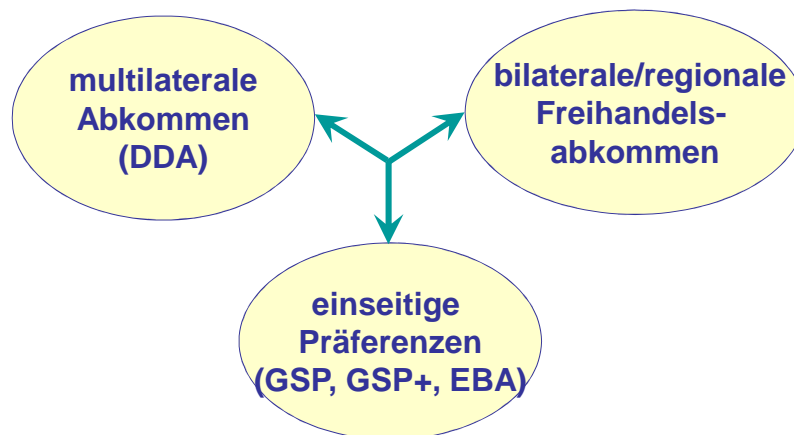 multilaterale
Abkommen
(DDA)
bilaterale/regionale
Freihandels-
abkommen
einseitige
Präferenzen
(GSP, GSP+, EBA)